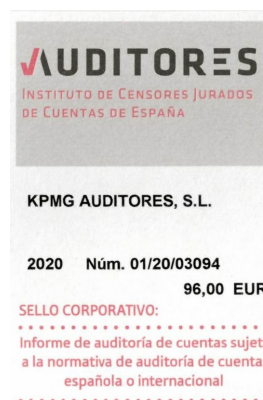 AUDITORES
INSTITUTO DE CENSORES JURADOS
DE CUENTAS DE ESPAÑA
KPMG AUDITORES, S.L.
2020 Núm. 01/20/03094
96,00 EUR
SELLO CORPORATIVO:
Informe de auditoría de cuentas sujet
a la normativa de auditoría de cuenta
española o internacional